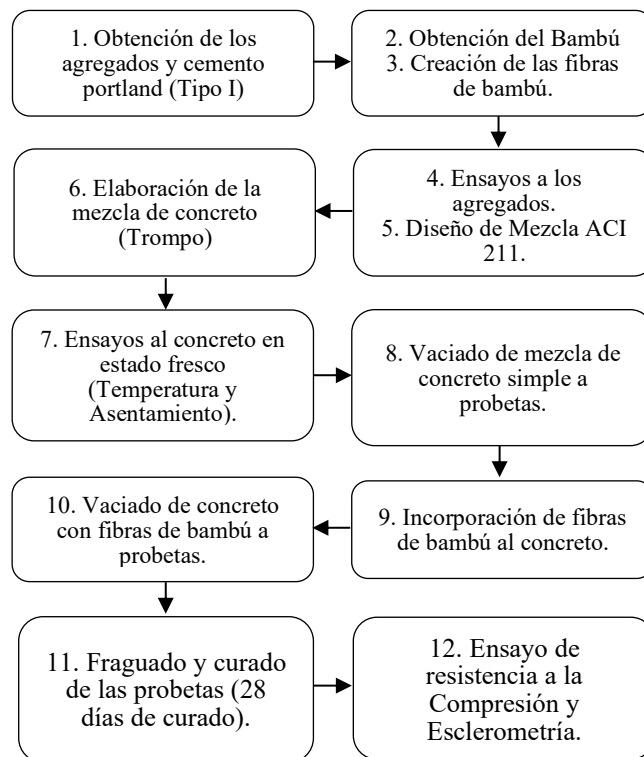 1. Obtención de los
agregados y cemento
portland (Tipo I)
2. Obtención del Bambú
3. Creación de las fibras
de bambú.
4. Ensayos a los
agregados.
5. Diseño de Mezcla ACI
211.
6. Elaboración de la
mezcla de concreto
(Trompo)
7. Ensayos al concreto en
estado fresco
(Temperatura y
Asentamiento).
8. Vaciado de mezcla de
concreto simple a
probetas.
9. Incorporación de fibras
de bambú al concreto.
10. Vaciado de concreto
con fibras de bambú a
probetas.
11. Fraguado y curado
de las probetas (28
días de curado).
12. Ensayo de
resistencia a la
Compresión y
Esclerometría.